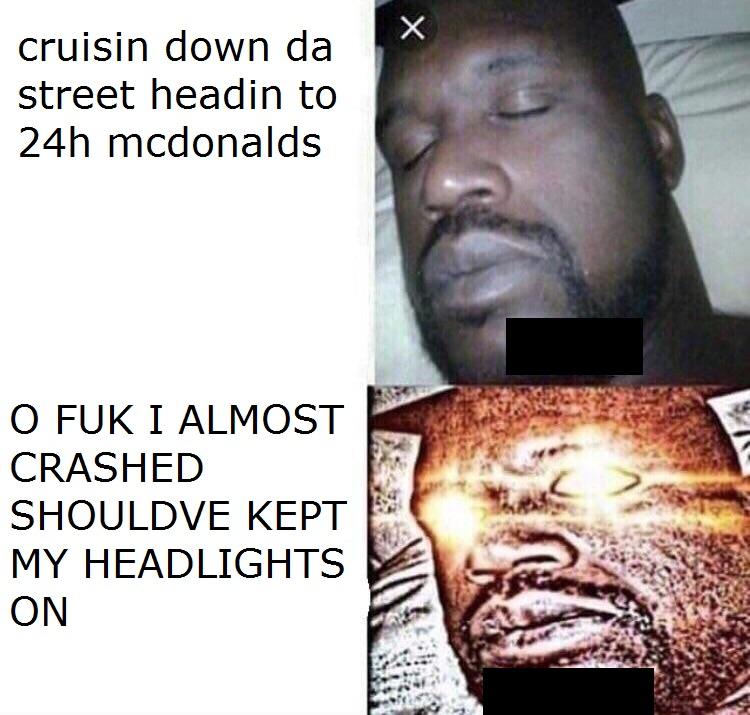 cruisin down da
street headin to
24h mcdonalds
O FUK I ALMOST
CRASHED
SHOULDVE KEPT
MY HEADLIGHTS
ON